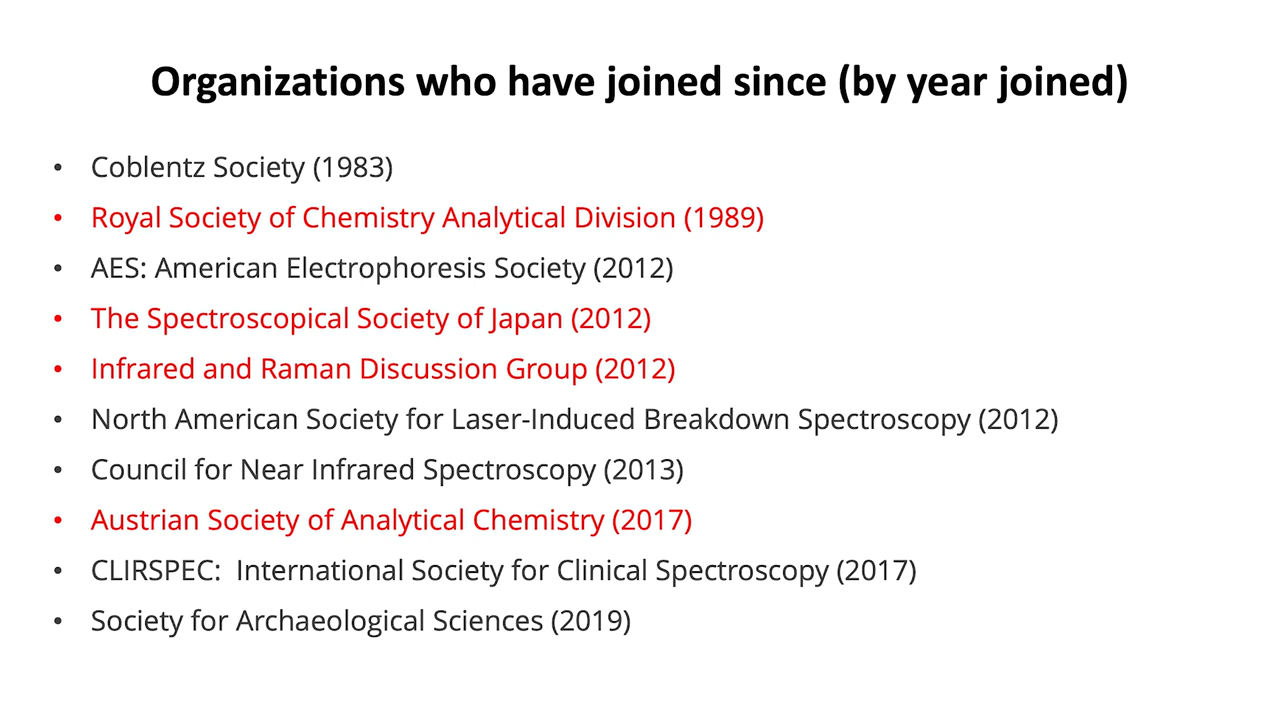 Organizations who have joined since (by year joined)
• Coblentz Society (1983)
• Royal Society of Chemistry Analytical Division (1989)
• AES: American Electrophoresis Society (2012)
• The Spectroscopical Society of Japan (2012)
• Infrared and Raman Discussion Group (2012)
• North American Society for Laser-Induced Breakdown Spectroscopy (2012)
• Council for Near Infrared Spectroscopy (2013)
• Austrian Society of Analytical Chemistry (2017)
• CLIRSPEC:  International Society for Clinical Spectroscopy (2017)
• Society for Archaeological Sciences (2019)